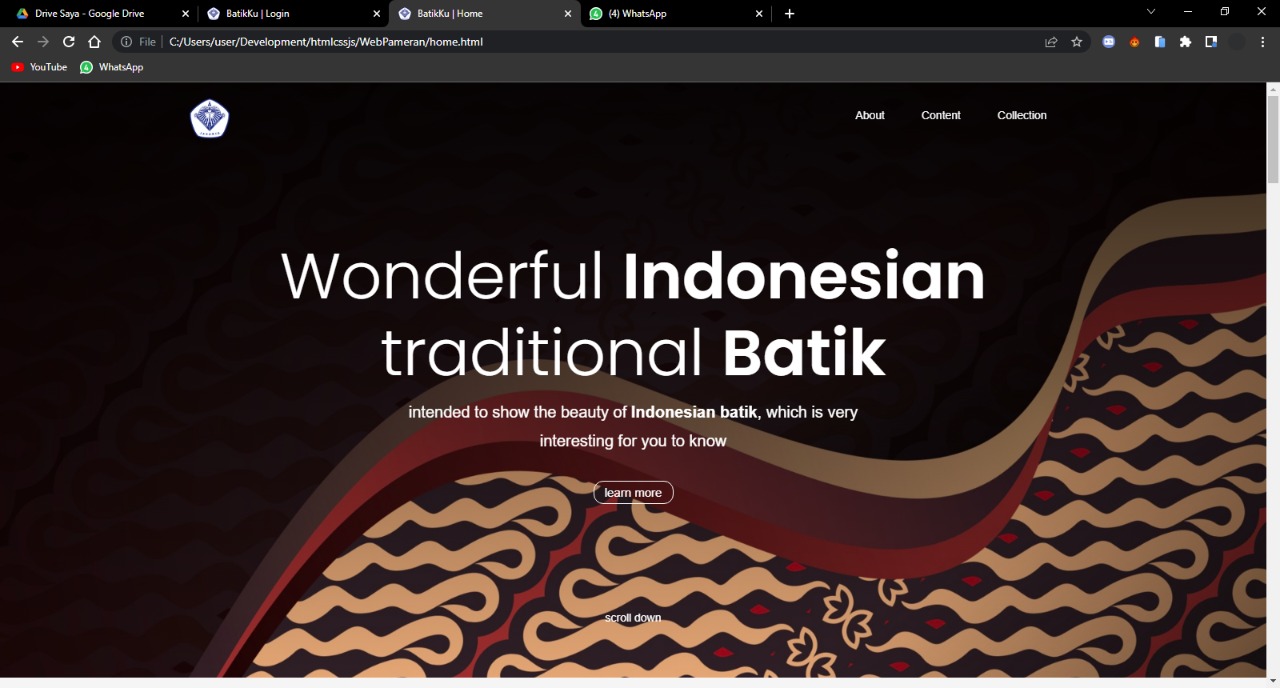 Drive Saya - Google Drive
BatikKu | Login
BatikKu | Home
(4) WhatsApp
File
C:/Users/user/Development/htmlcssjs/WebPameran/home.html
YouTube
WhatsApp
About Content Collection
Wonderful Indonesian
traditional Batik
intended to show the beauty of Indonesian batik, which is very
interesting for you to know
learn more
scroll down